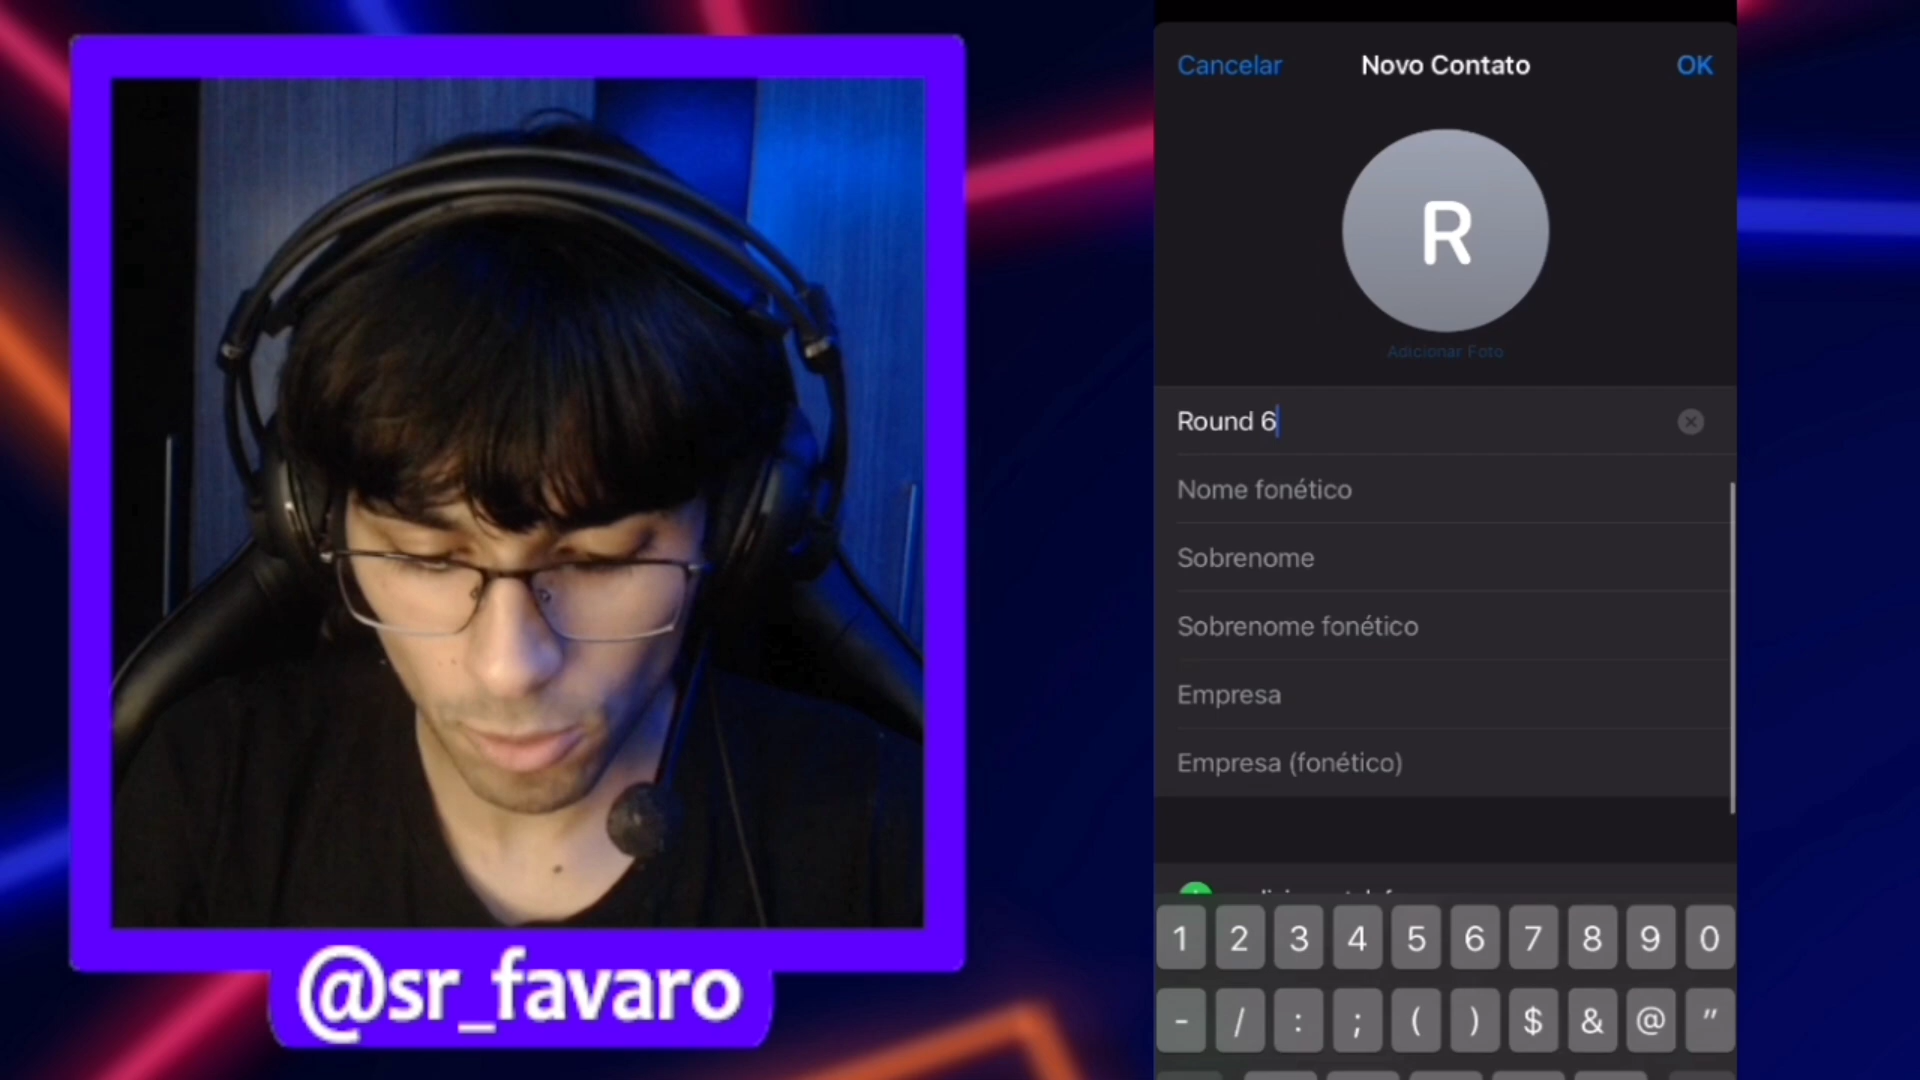 Cancelar
Novo Contato
OK
R
Adicionar Foto
Round 6
Nome fonético
Sobrenome
Sobrenome fonético
Empresa
Empresa (fonético)
1 2 3 4 5 6 7 8 9 0
- / : ; ( ) $ & @ "
@sr_favaro